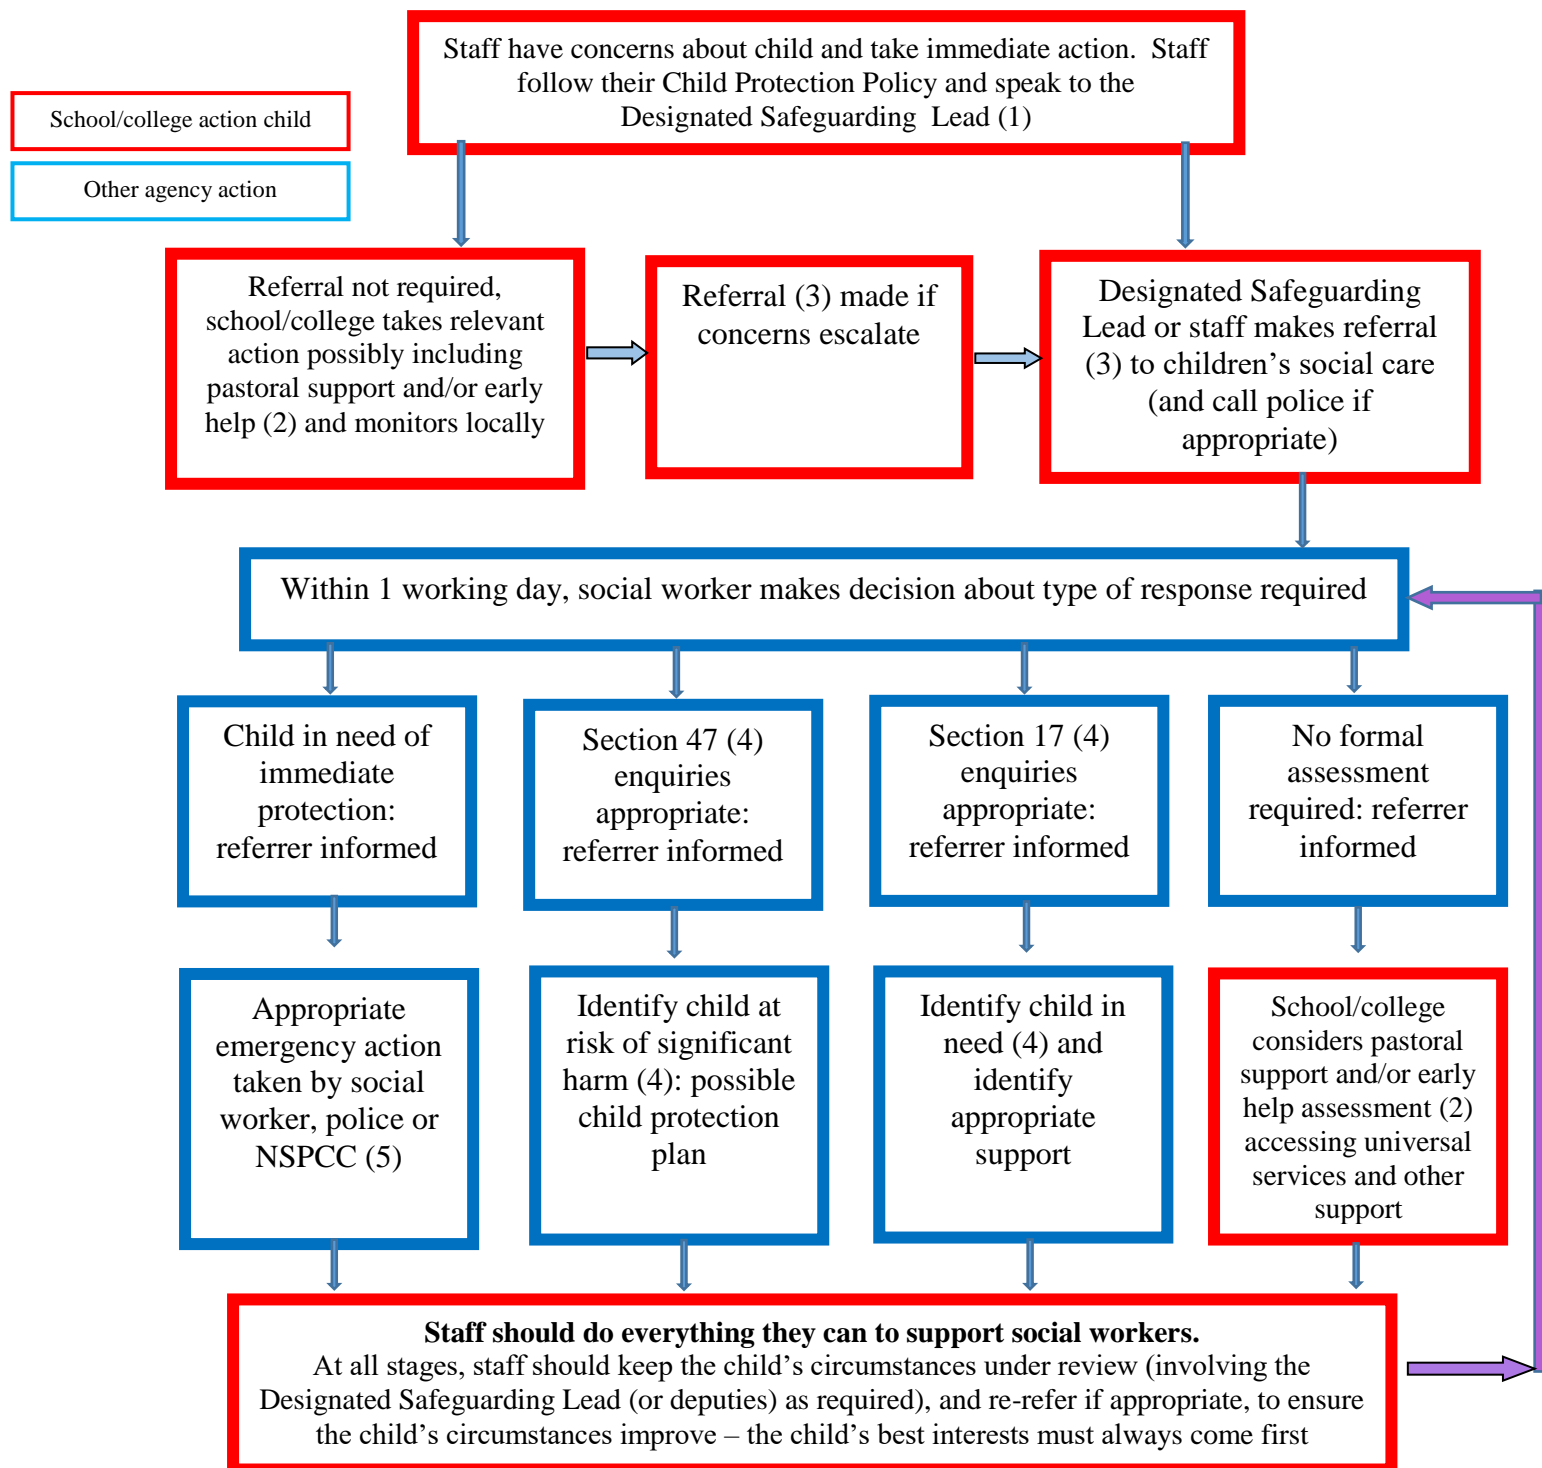 Staff have concerns about child and take immediate action.  Staff
follow their Child Protection Policy and speak to the
Designated Safeguarding  Lead (1)
School/college action child
Other agency action
Referral not required,
school/college takes relevant
action possibly including
pastoral support and/or early
help (2) and monitors locally
Referral (3) made if
concerns escalate
Designated Safeguarding
Lead or staff makes referral
(3) to children’s social care
(and call police if
appropriate)
Within 1 working day, social worker makes decision about type of response required
Child in need of
immediate
protection:
referrer informed
Section 47 (4)
enquiries
appropriate:
referrer informed
Section 17 (4)
enquiries
appropriate:
referrer informed
No formal
assessment
required: referrer
informed
Appropriate
emergency action
taken by social
worker, police or
NSPCC (5)
Identify child at
risk of significant
harm (4): possible
child protection
plan
Identify child in
need (4) and
identify
appropriate
support
School/college
considers pastoral
support and/or early
help assessment (2)
accessing universal
services and other
support
Staff should do everything they can to support social workers.
At all stages, staff should keep the child’s circumstances under review (involving the
Designated Safeguarding Lead (or deputies) as required), and re-refer if appropriate, to ensure
the child’s circumstances improve – the child’s best interests must always come first